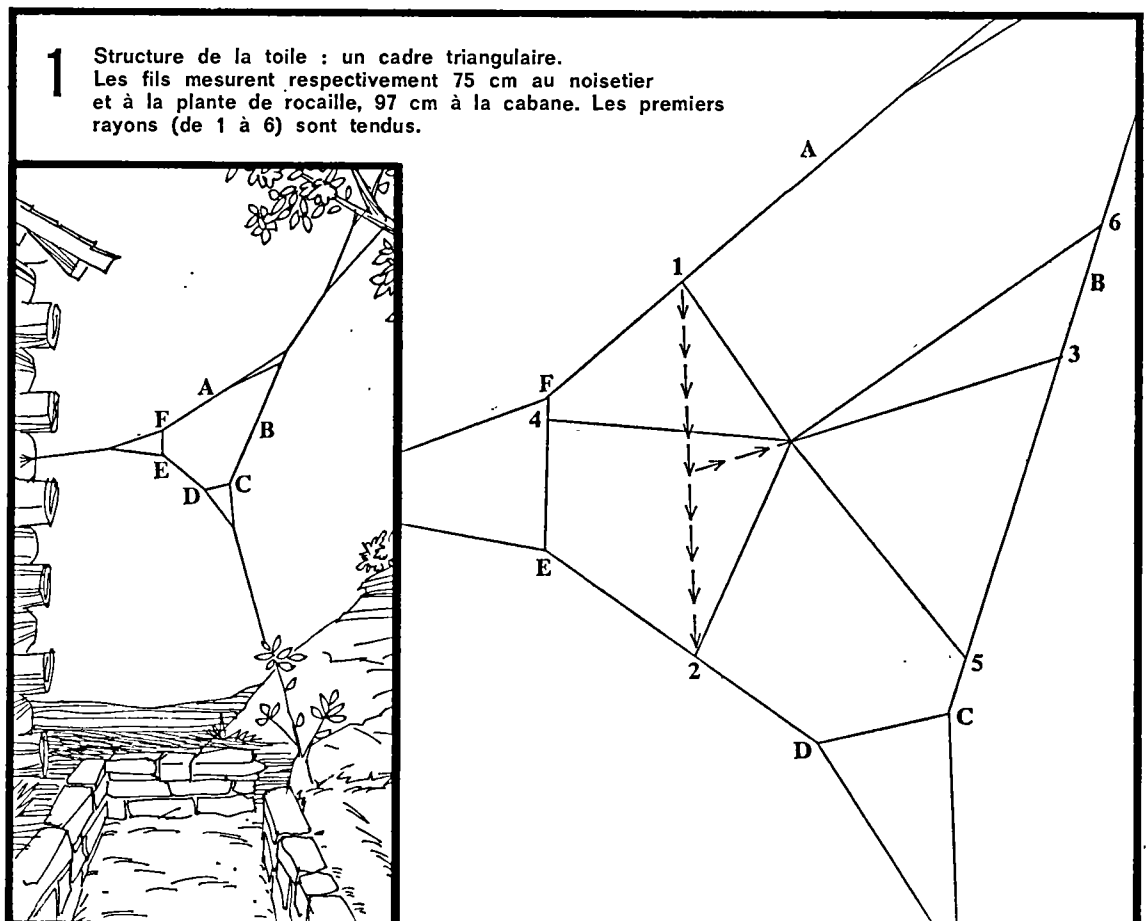 1
Structure de la toile : un cadre triangulaire.
Les fils mesurent respectivement 75 cm au noisetier
et à la plante de rocaille, 97 cm à la cabane. Les premiers
rayons (de 1 à 6) sont tendus.
A
B
C
D
E
F
A
1
6
B
3
F
4
E
2
5
C
D